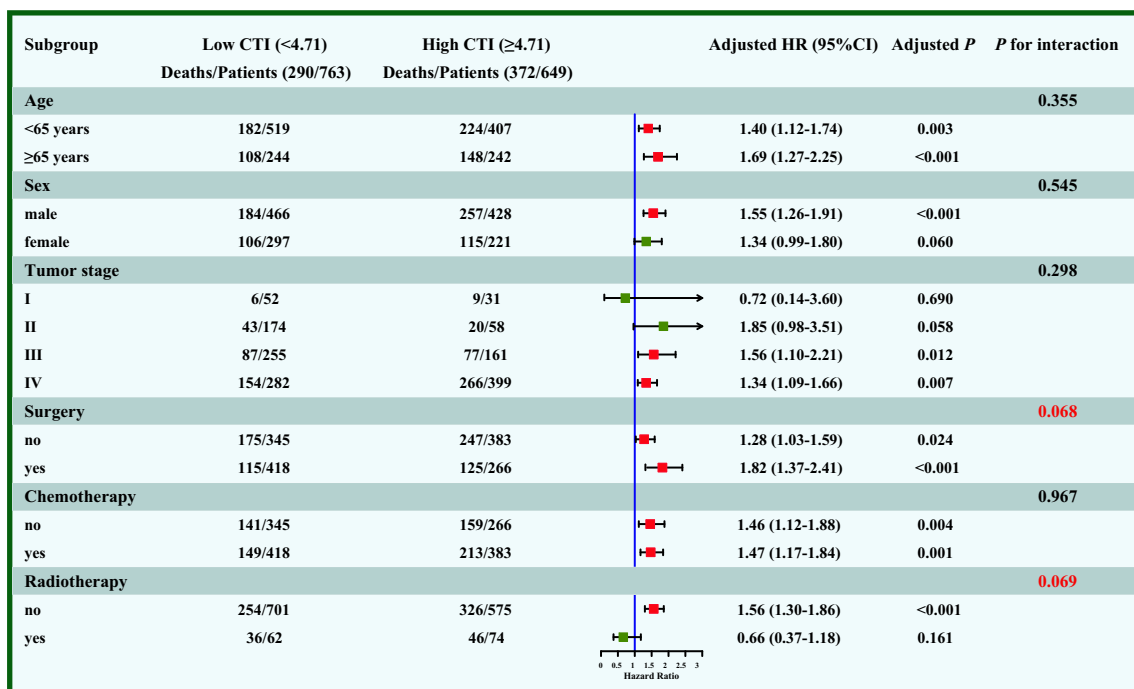 Subgroup Low CTI (<4.71) High CTI (≥4.71) Adjusted HR (95%CI) Adjusted P P for interaction
Deaths/Patients (290/763) Deaths/Patients (372/649)
Age 0.355
<65 years 182/519 224/407 1.40 (1.12-1.74) 0.003
≥65 years 108/244 148/242 1.69 (1.27-2.25) <0.001
Sex 0.545
male 184/466 257/428 1.55 (1.26-1.91) <0.001
female 106/297 115/221 1.34 (0.99-1.80) 0.060
Tumor stage 0.298
I 6/52 9/31 0.72 (0.14-3.60) 0.690
II 43/174 20/58 1.85 (0.98-3.51) 0.058
III 87/255 77/161 1.56 (1.10-2.21) 0.012
IV 154/282 266/399 1.34 (1.09-1.66) 0.007
Surgery 0.068
no 175/345 247/383 1.28 (1.03-1.59) 0.024
yes 115/418 125/266 1.82 (1.37-2.41) <0.001
Chemotherapy 0.967
no 141/345 159/266 1.46 (1.12-1.88) 0.004
yes 149/418 213/383 1.47 (1.17-1.84) 0.001
Radiotherapy 0.069
no 254/701 326/575 1.56 (1.30-1.86) <0.001
yes 36/62 46/74 0.66 (0.37-1.18) 0.161
0 0.5 1 1.5 2 2.5 3
Hazard Ratio